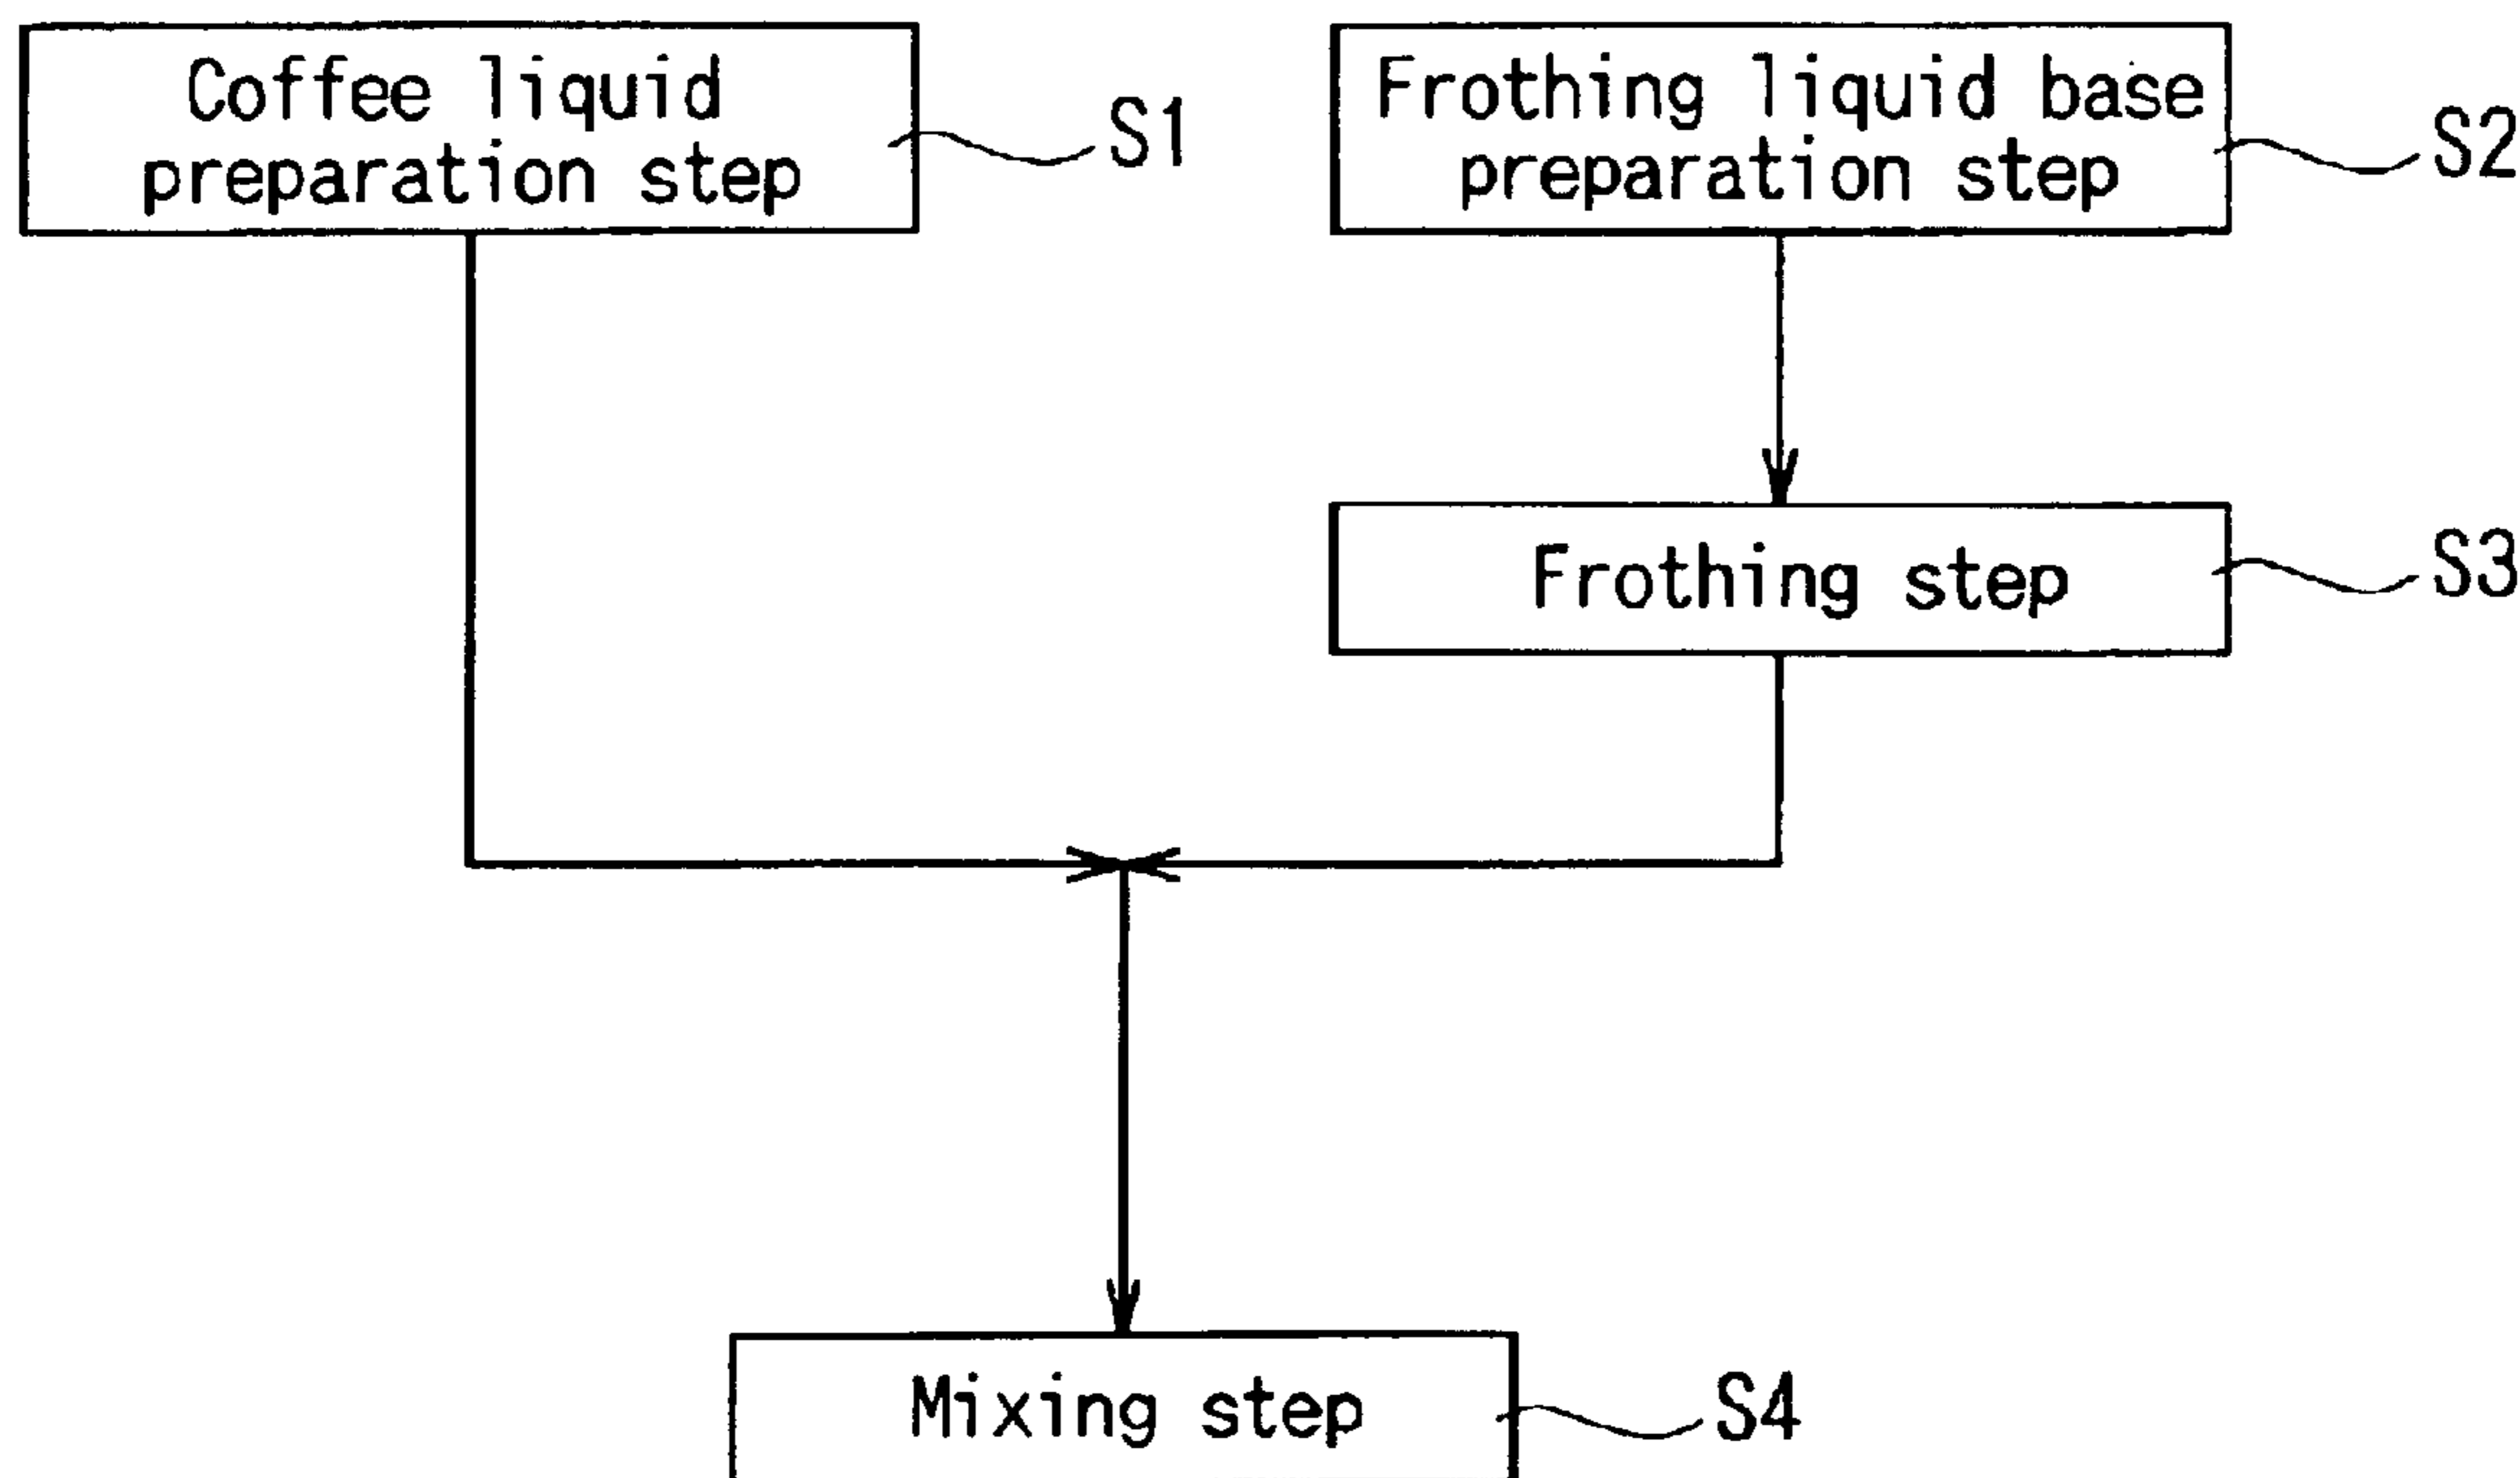 Coffee liquid
preparation step
S1
Frothing liquid base
preparation step
S2
Frothing step
S3
Mixing step
S4